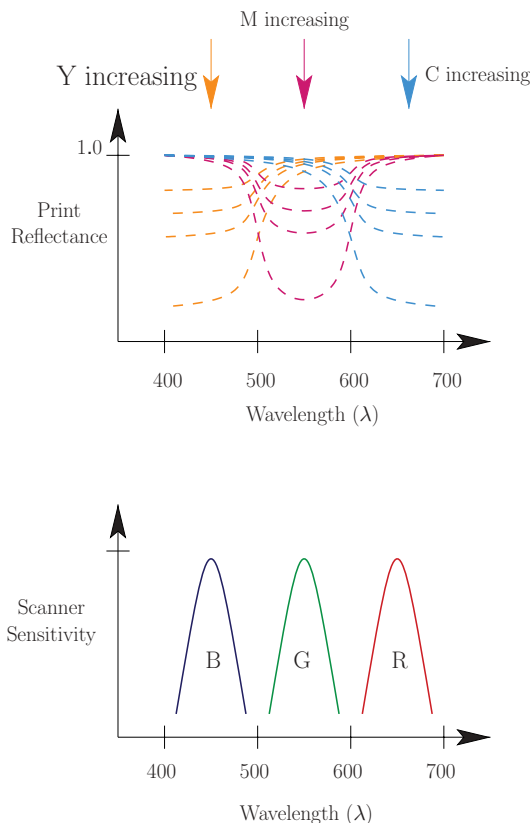 M increasing
Y increasing
C increasing
1.0
Print
Reflectance
400 500 600 700
Wavelength (λ)
Scanner
Sensitivity
B G R
400 500 600 700
Wavelength (λ)